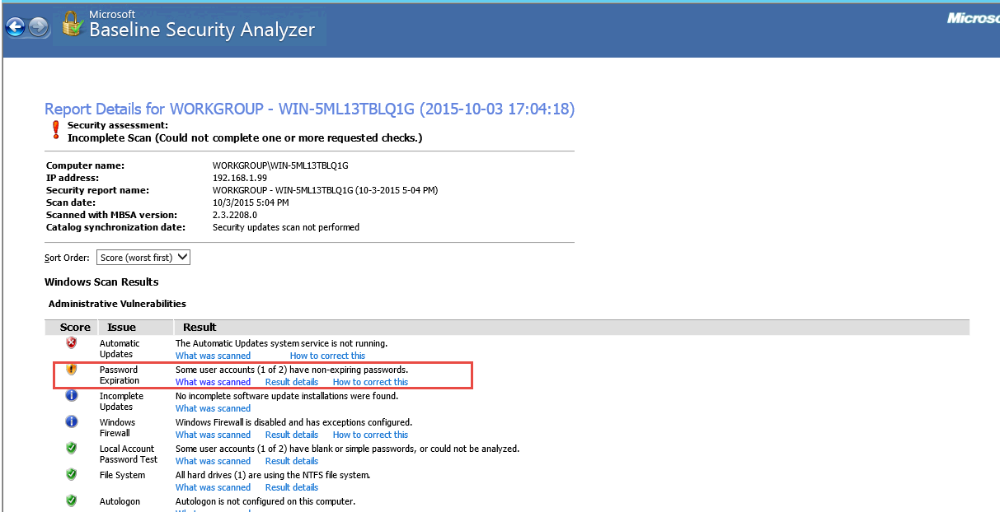 Microsoft
Baseline Security Analyzer
Microso
Report Details for WORKGROUP - WIN-5ML13TBLQ1G (2015-10-03 17:04:18)
Security assessment:
Incomplete Scan (Could not complete one or more requested checks.)
Computer name: WORKGROUP\WIN-5ML13TBLQ1G
IP address: 192.168.1.99
Security report name: WORKGROUP - WIN-5ML13TBLQ1G (10-3-2015 5-04 PM)
Scan date: 10/3/2015 5:04 PM
Scanned with MBSA version: 2.3.2208.0
Catalog synchronization date: Security updates scan not performed
Sort Order: Score (worst first)
Windows Scan Results
Administrative Vulnerabilities
Score Issue Result
Automatic The Automatic Updates system service is not running.
Updates What was scanned How to correct this
Password Some user accounts (1 of 2) have non-expiring passwords.
Expiration What was scanned Result details How to correct this
Incomplete No incomplete software update installations were found.
Updates What was scanned
Windows Windows Firewall is disabled and has exceptions configured.
Firewall What was scanned Result details How to correct this
Local Account Some user accounts (1 of 2) have blank or simple passwords, or could not be analyzed.
Password Test What was scanned Result details
File System All hard drives (1) are using the NTFS file system.
What was scanned Result details
Autologon Autologon is not configured on this computer.